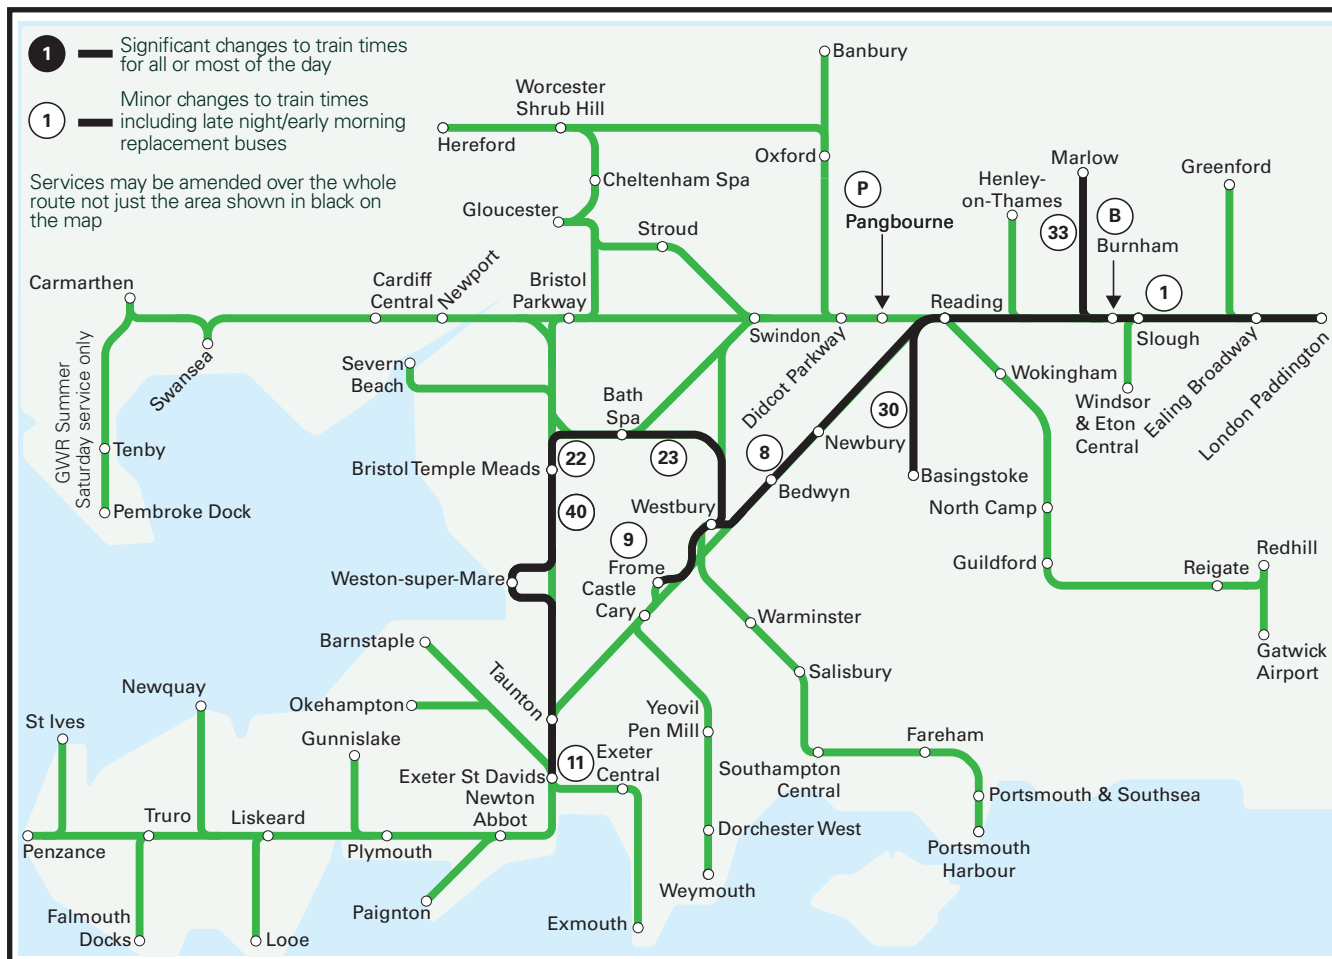 1
Significant changes to train times
for all or most of the day
1
Minor changes to train times
including late night/early morning
replacement buses
Services may be amended over the whole
route not just the area shown in black on
the map
Banbury
Worcester
Shrub Hill
Hereford
Oxford
Cheltenham Spa
Gloucester
Stroud
P
Pangbourne
Marlow
Henley-
on-Thames
33
B
Burnham
Greenford
1
Carmarthen
Cardiff
Central
Newport
Bristol
Parkway
Swindon
Didcot Parkway
Reading
Slough
Ealing Broadway
London Paddington
Swansea
GWR Summer
Saturday service only
Severn
Beach
Wokingham
Windsor
& Eton
Central
Bath
Spa
30
Newbury
Tenby
Bristol Temple Meads
22
23
8
Bedwyn
Basingstoke
Pembroke Dock
40
Westbury
North Camp
9
Frome
Weston-super-Mare
Castle
Cary
Guildford
Reigate
Redhill
Warminster
Barnstaple
Gatwick
Airport
Salisbury
Newquay
Okehampton
Taunton
Yeovil
Pen Mill
St Ives
Gunnislake
Fareham
11
Exeter
Central
Exeter St Davids
Southampton
Central
Newton
Abbot
Portsmouth & Southsea
Truro
Liskeard
Dorchester West
Penzance
Plymouth
Portsmouth
Harbour
Weymouth
Paignton
Falmouth
Docks
Looe
Exmouth